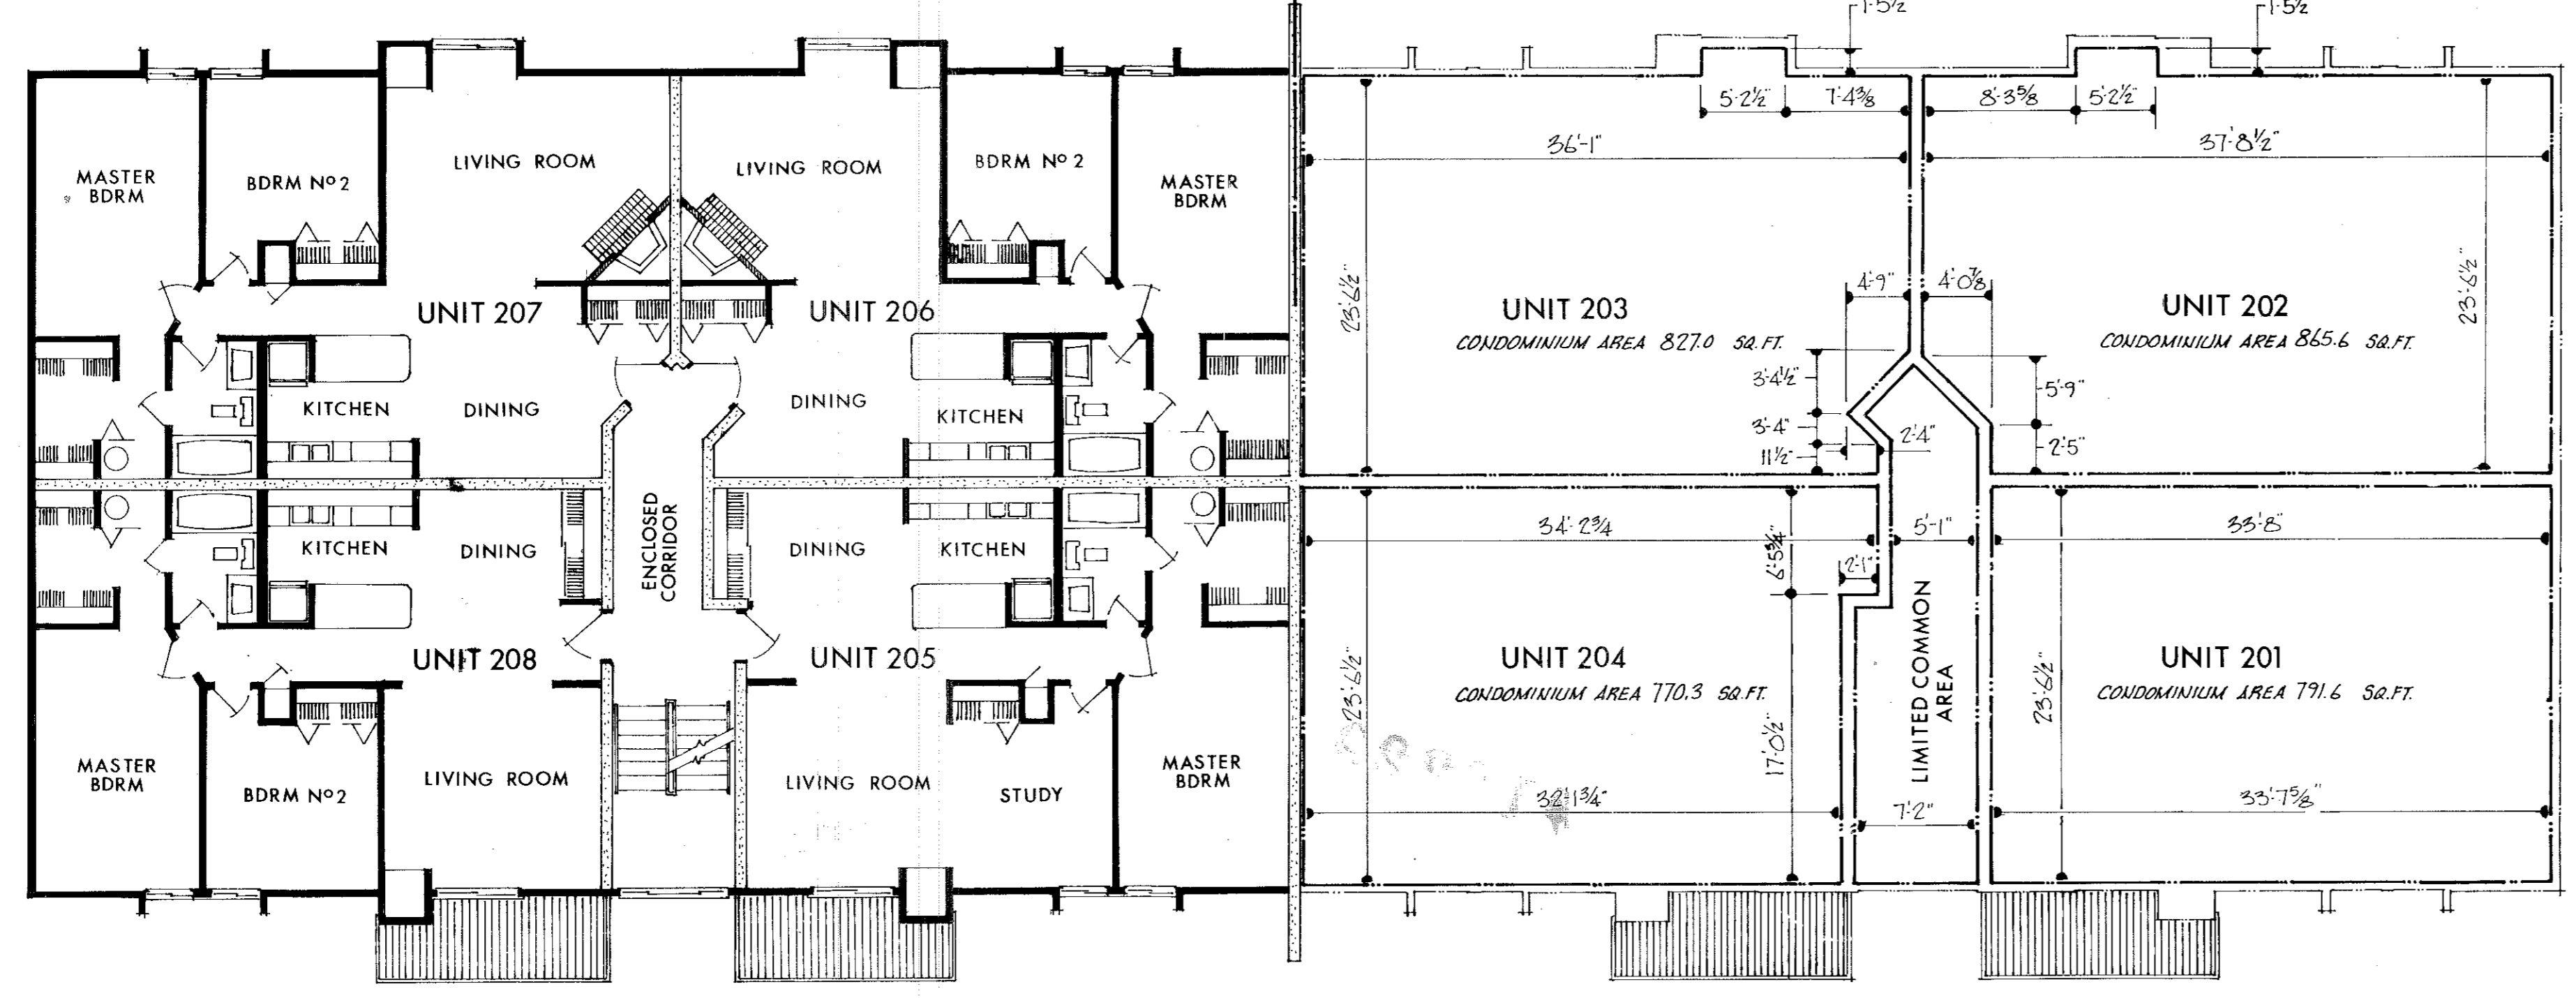 1'-5½
1'-5½
5'-2½"
7'-4⅜
8'-3⅝
5'-2½"
36'-1"
37'-8½"
MASTER
BDRM
BDRM Nº2
LIVING ROOM
LIVING ROOM
BDRM Nº2
MASTER
BDRM
23'-6½"
4'-9"
4'-0⅞
23'-6½"
UNIT 207
UNIT 206
UNIT 203
CONDOMINIUM AREA 827.0 SQ.FT.
UNIT 202
CONDOMINIUM AREA 865.6 SQ.FT.
3'-4½"
5'-9"
KITCHEN
DINING
DINING
KITCHEN
3'-4"
2'-4"
11½"
2'-5"
ENCLOSED
CORRIDOR
KITCHEN
DINING
DINING
KITCHEN
34'-2¾
6'-5¾"
5'-1"
33'-8"
2'-1"
UNIT 208
UNIT 205
UNIT 204
CONDOMINIUM AREA 770.3 SQ.FT.
LIMITED COMMON
AREA
UNIT 201
CONDOMINIUM AREA 791.6 SQ.FT.
23'-6½"
17'-0½"
23'-6½"
MASTER
BDRM
BDRM Nº2
LIVING ROOM
LIVING ROOM
STUDY
MASTER
BDRM
32'-1¾"
7'-2"
33'-7⅝"